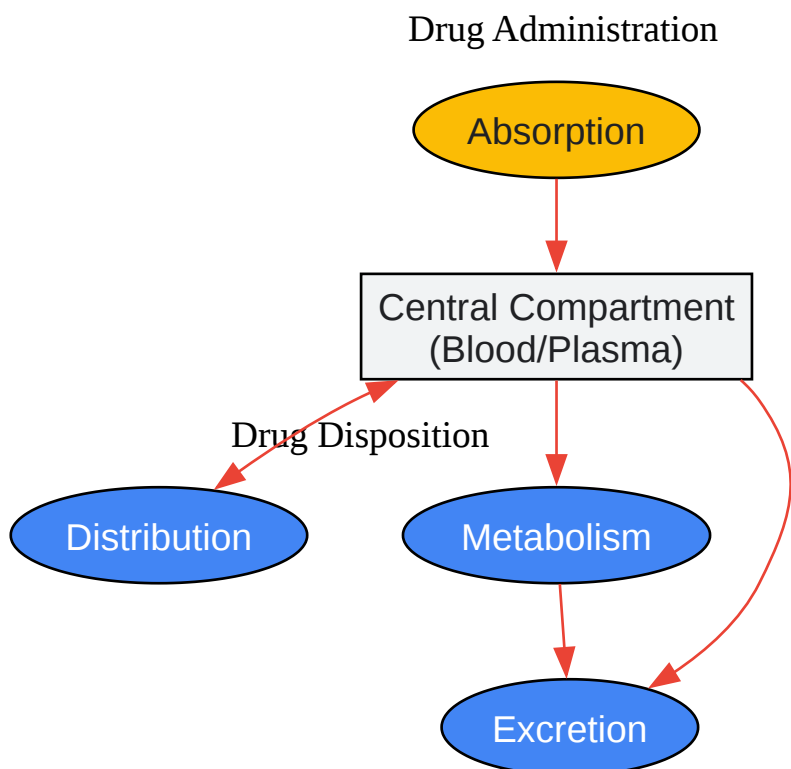 Drug Administration
Absorption
Central Compartment
(Blood/Plasma)
Drug Disposition
Distribution
Metabolism
Excretion